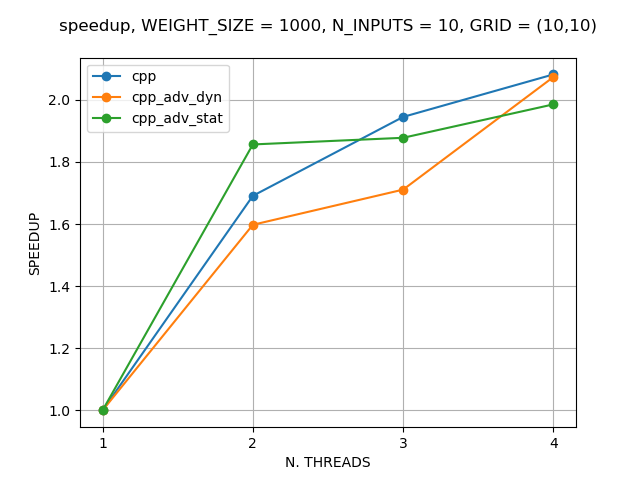 speedup, WEIGHT_SIZE = 1000, N_INPUTS = 10, GRID = (10,10)
cpp
cpp_adv_dyn
cpp_adv_stat
SPEEDUP
2.0
1.8
1.6
1.4
1.2
1.0
1 2 3 4
N. THREADS